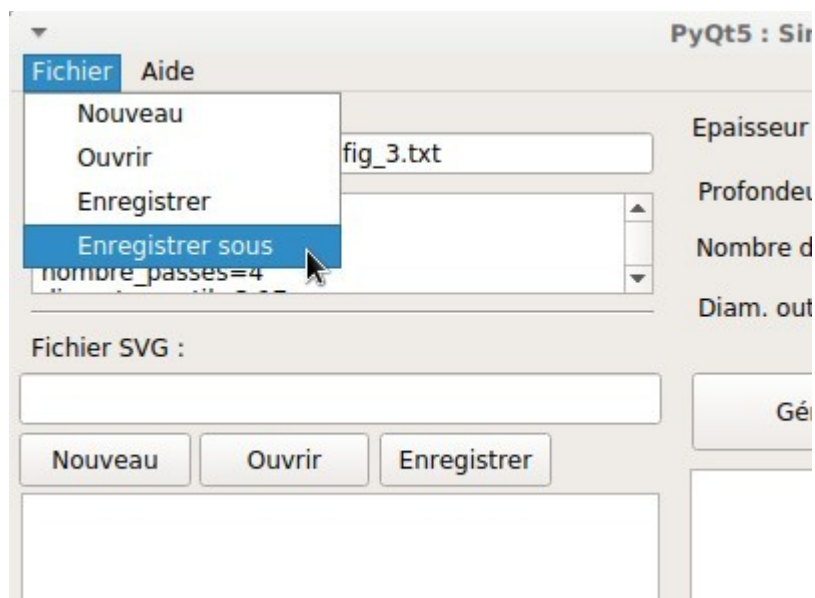 PyQt5 : Sir
Fichier Aide
Nouveau
Ouvrir
Enregistrer
Enregistrer sous
fig_3.txt
nombre_passes=4
Epaisseur
Profondeu
Nombre d
Diam. out
Fichier SVG :
Nouveau Ouvrir Enregistrer
Gé